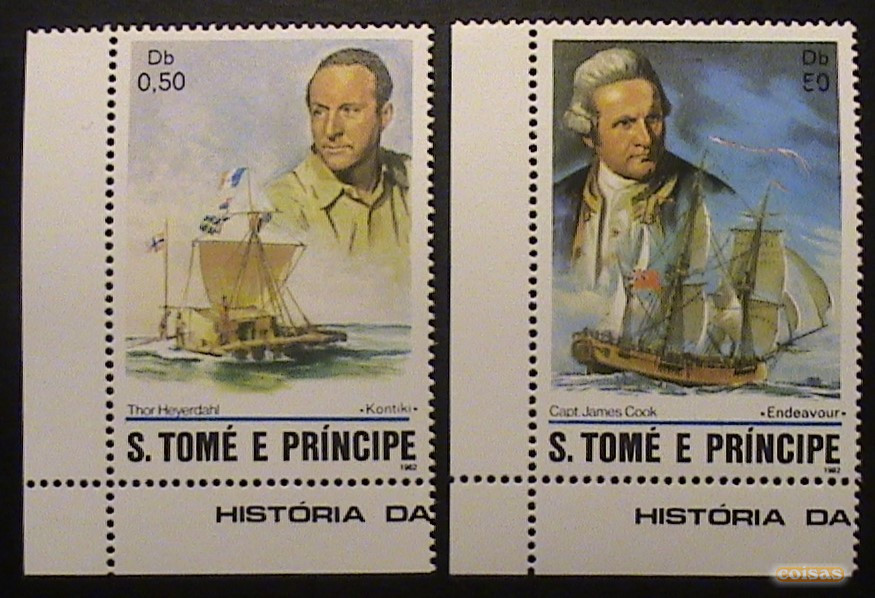 Db
0,50
Thor Heyerdahl
-Kontiki-
S. TOMÉ E PRÍNCIPE
1982
HISTÓRIA DA
Db
50
Capt. James Cook
-Endeavour-
S. TOMÉ E PRÍNCIPE
1982
HISTÓRIA DA
coisas